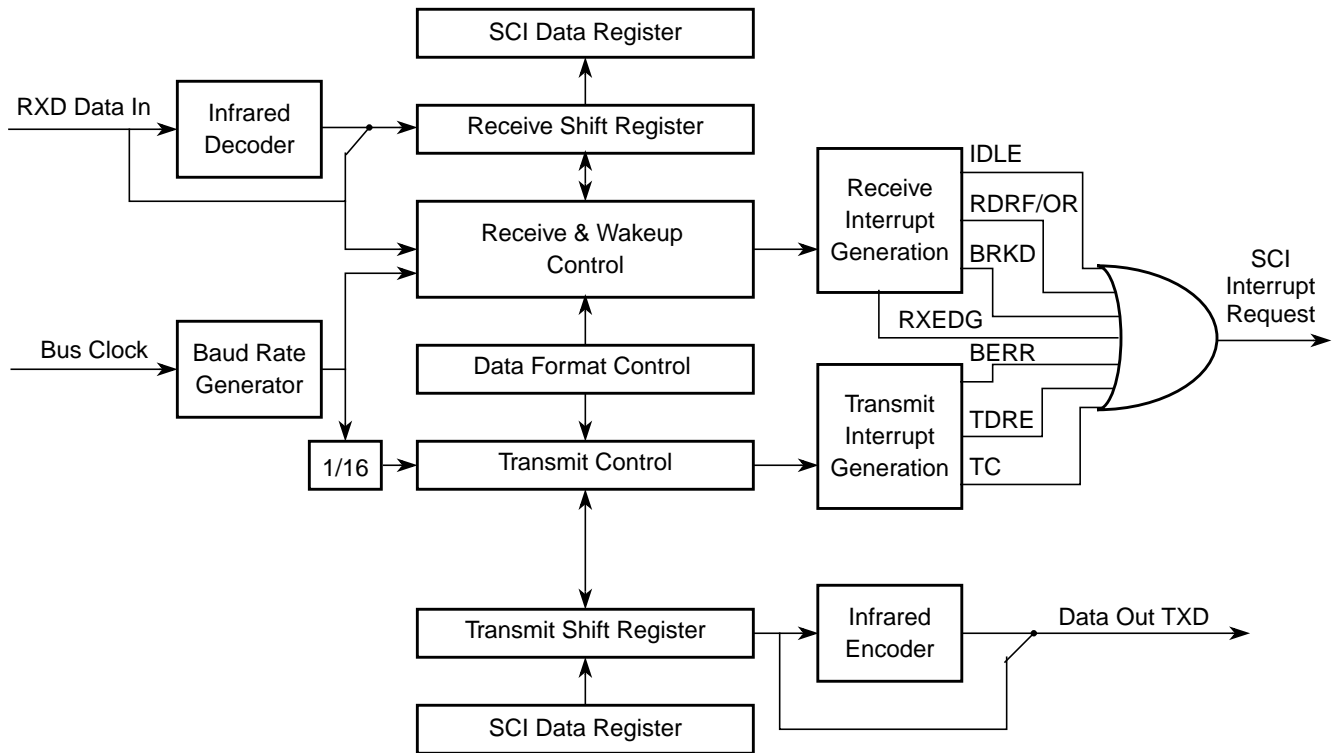 SCI Data Register
RXD Data In
Infrared
Decoder
Receive Shift Register
Receive & Wakeup
Control
Receive
Interrupt
Generation
IDLE
RDRF/OR
BRKD
RXEDG
SCI
Interrupt
Request
Bus Clock
Baud Rate
Generator
Data Format Control
BERR
Transmit
Interrupt
Generation
TDRE
TC
1/16
Transmit Control
Transmit Shift Register
Infrared
Encoder
Data Out TXD
SCI Data Register